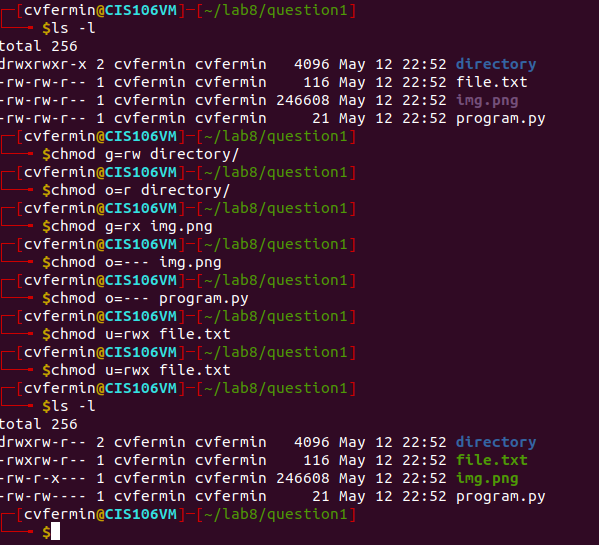 [cvfermin@CIS106VM]-[~/lab8/question1]
$ls -l
total 256
drwxrwxr-x 2 cvfermin cvfermin   4096 May 12 22:52 directory
-rw-rw-r-- 1 cvfermin cvfermin    116 May 12 22:52 file.txt
-rw-rw-r-- 1 cvfermin cvfermin 246608 May 12 22:52 img.png
-rw-rw-r-- 1 cvfermin cvfermin     21 May 12 22:52 program.py
[cvfermin@CIS106VM]-[~/lab8/question1]
$chmod g=rw directory/
[cvfermin@CIS106VM]-[~/lab8/question1]
$chmod o=r directory/
[cvfermin@CIS106VM]-[~/lab8/question1]
$chmod g=rx img.png
[cvfermin@CIS106VM]-[~/lab8/question1]
$chmod o=--- img.png
[cvfermin@CIS106VM]-[~/lab8/question1]
$chmod o=--- program.py
[cvfermin@CIS106VM]-[~/lab8/question1]
$chmod u=rwx file.txt
[cvfermin@CIS106VM]-[~/lab8/question1]
$chmod u=rwx file.txt
[cvfermin@CIS106VM]-[~/lab8/question1]
$ls -l
total 256
drwxrw-r-- 2 cvfermin cvfermin   4096 May 12 22:52 directory
-rwxrw-r-- 1 cvfermin cvfermin    116 May 12 22:52 file.txt
-rw-r-x--- 1 cvfermin cvfermin 246608 May 12 22:52 img.png
-rw-rw---- 1 cvfermin cvfermin     21 May 12 22:52 program.py
[cvfermin@CIS106VM]-[~/lab8/question1]
$